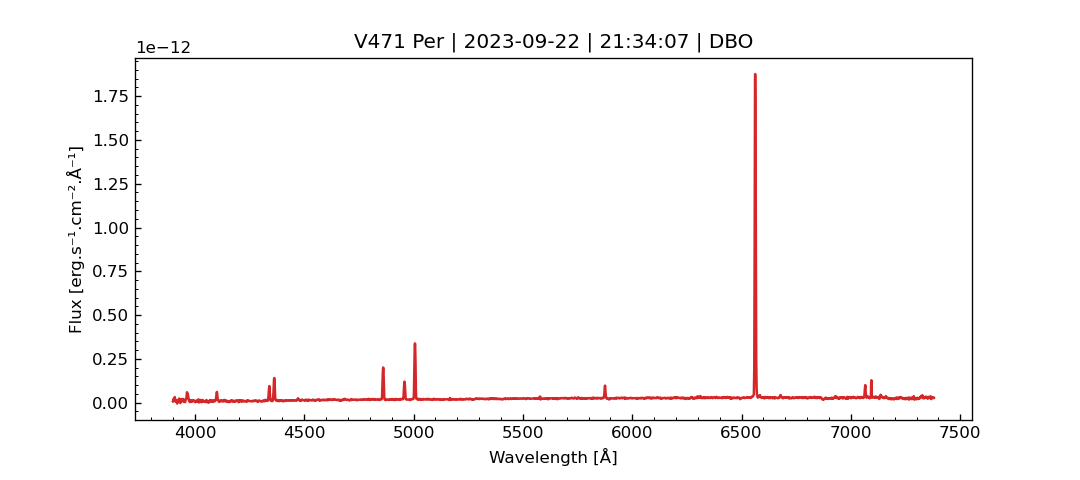 V471 Per | 2023-09-22 | 21:34:07 | DBO
1e−12
1.75
1.50
1.25
1.00
0.75
0.50
0.25
0.00
Flux [erg.s⁻¹.cm⁻².Å⁻¹]
4000 4500 5000 5500 6000 6500 7000 7500
Wavelength [Å]